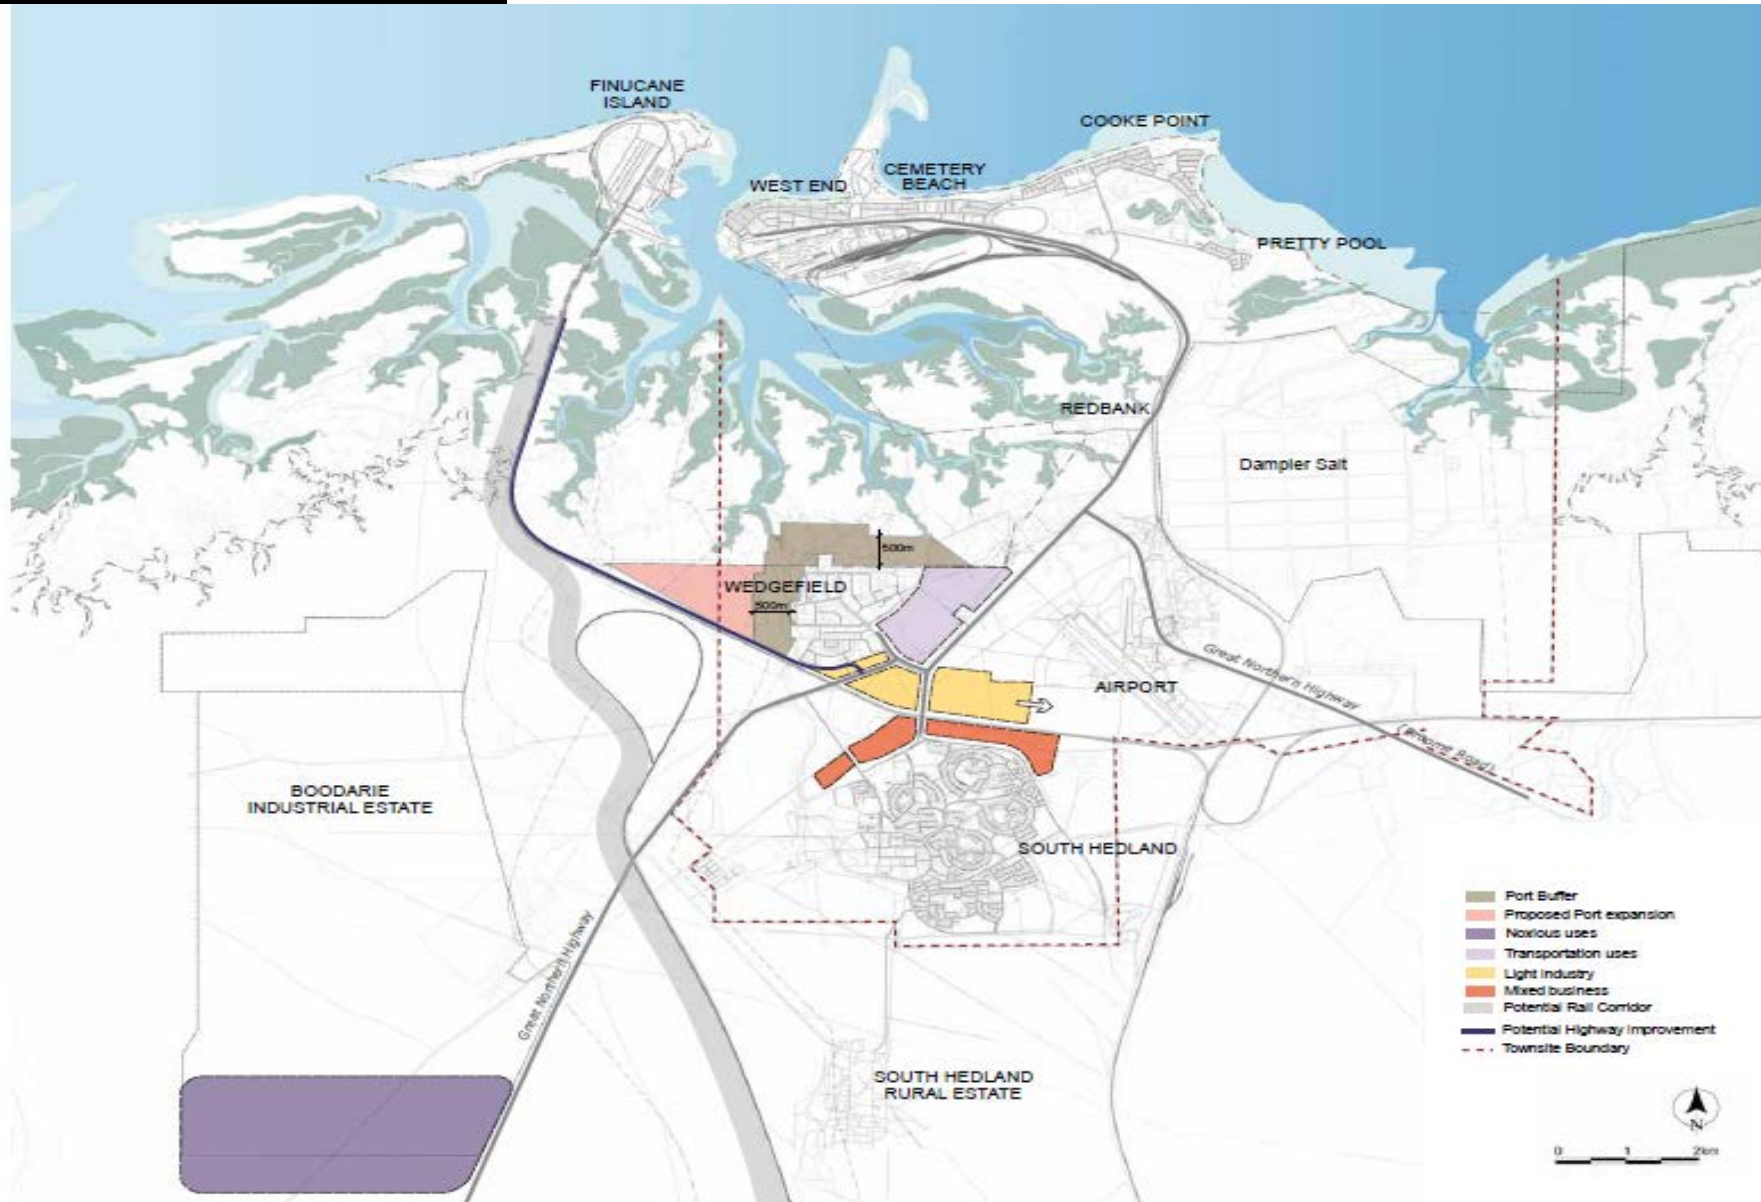 FINUCANE
ISLAND
COOKE POINT
CEMETERY
BEACH
WEST END
PRETTY POOL
REDBANK
Dampier Salt
500m
WEDGEFIELD
500m
Great Northern Highway
AIRPORT
(Broome Road)
BOODARIE
INDUSTRIAL ESTATE
SOUTH HEDLAND
Great Northern Highway
SOUTH HEDLAND
RURAL ESTATE
Port Buffer
Proposed Port expansion
Noxious uses
Transportation uses
Light Industry
Mixed business
Potential Rail Corridor
Potential Highway Improvement
Townsite Boundary
N
0 1 2km